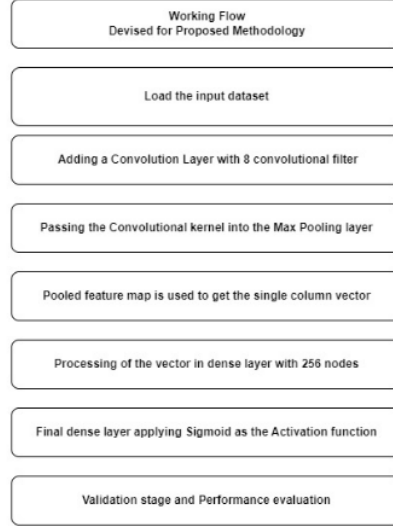 Working Flow
Devised for Proposed Methodology
Load the input dataset
Adding a Convolution Layer with 8 convolutional filter
Passing the Convolutional kernel into the Max Pooling layer
Pooled feature map is used to get the single column vector
Processing of the vector in dense layer with 256 nodes
Final dense layer applying Sigmoid as the Activation function
Validation stage and Performance evaluation